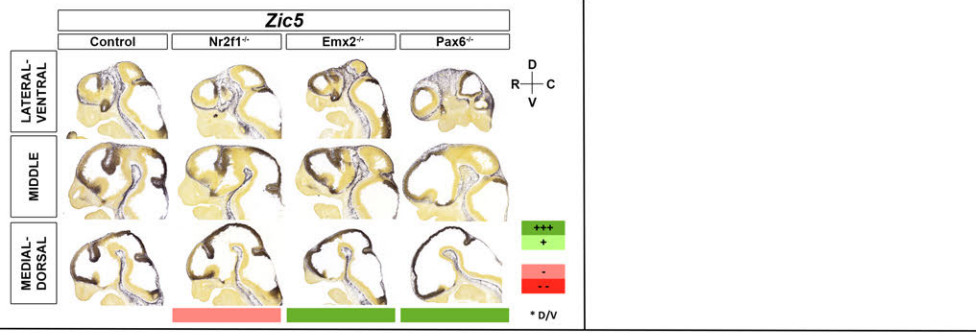 Zic5
Control Nr2f1-/- Emx2-/- Pax6-/-
LATERAL-
VENTRAL
D
R C
V
MIDDLE
MEDIAL-
DORSAL
+++
+
-
--
* D/V